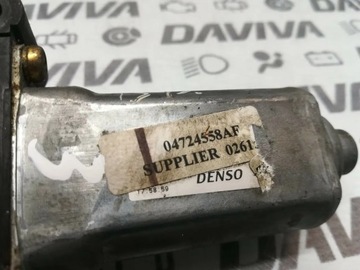 DAVIVA
DAVIVA
04724558AF
SUPPLIER 0261
DENSO
DAVIVA